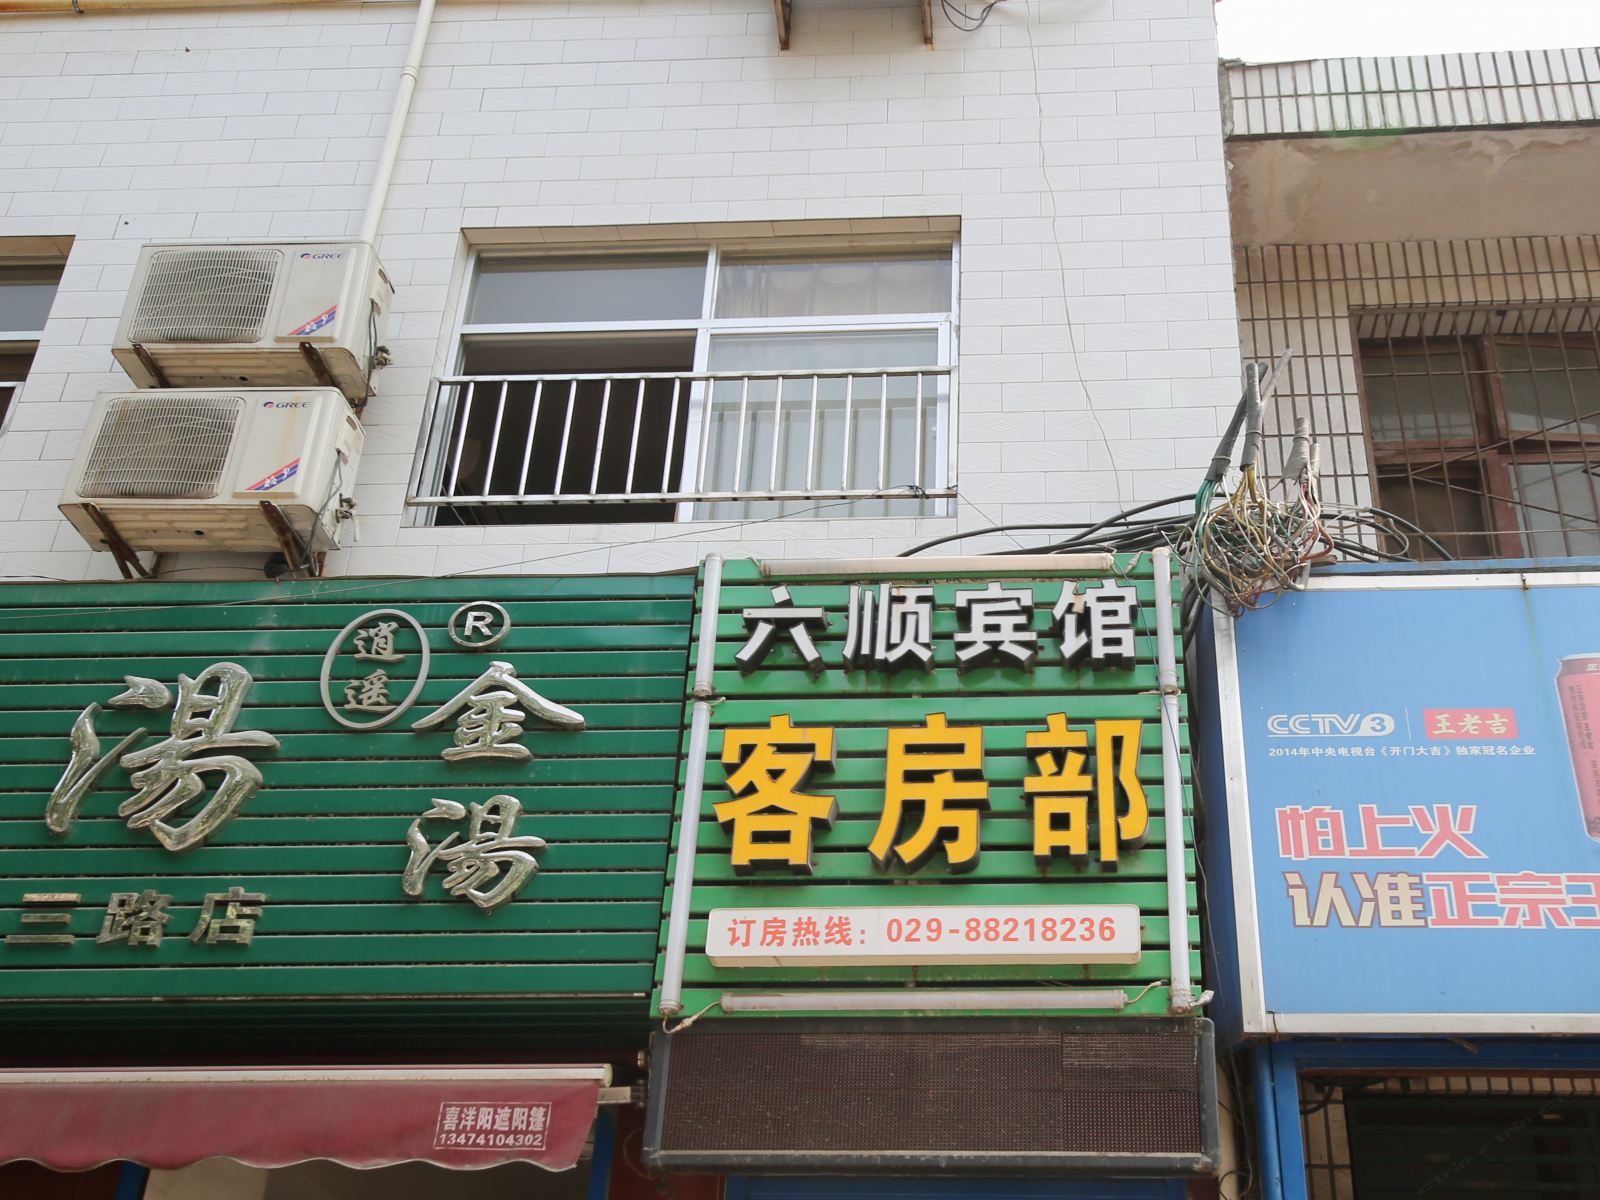 GREE
GREE
逍遥
®
金汤
湯
三路店
六顺宾馆
客房部
订房热线：029-88218236
喜洋阳遮阳篷
13474104302
CCTV3 王老吉
2014年中央电视台《开门大吉》独家冠名企业
怕上火
认准正宗王